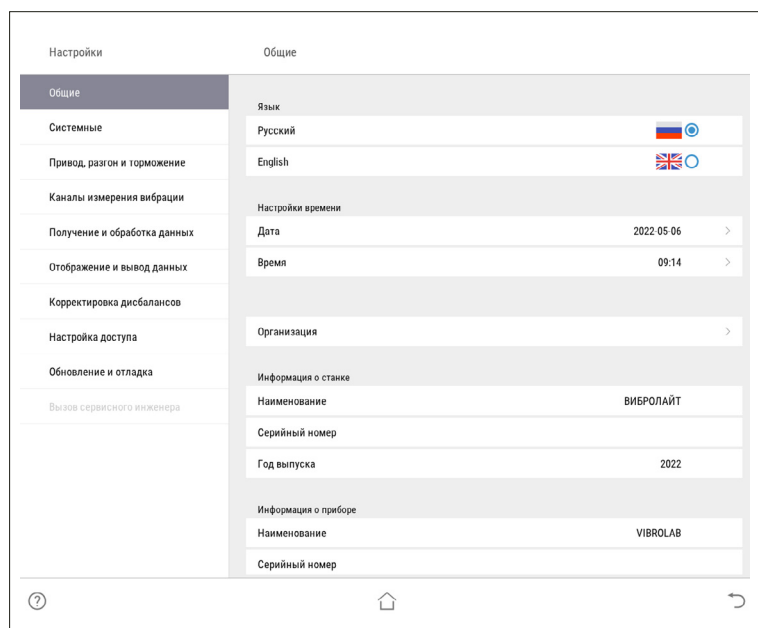 Настройки
Общие
Общие
Системные
Привод, разгон и торможение
Каналы измерения вибрации
Получение и обработка данных
Отображение и вывод данных
Корректировка дисбалансов
Настройка доступа
Обновление и отладка
Вызов сервисного инженера
Язык
Русский
English
Настройки времени
Дата 2022-05-06
Время 09:14
Организация
Информация о станке
Наименование ВИБРОЛАЙТ
Серийный номер
Год выпуска 2022
Информация о приборе
Наименование VIBROLAB
Серийный номер